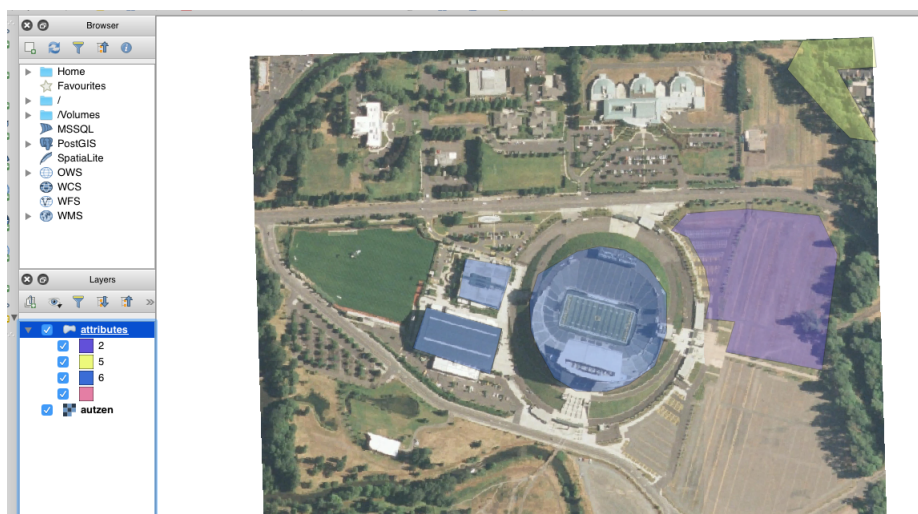 Browser
Home
Favourites
/
/Volumes
MSSQL
PostGIS
SpatiaLite
OWS
WCS
WFS
WMS
Layers
»
attributes
2
5
6
autzen